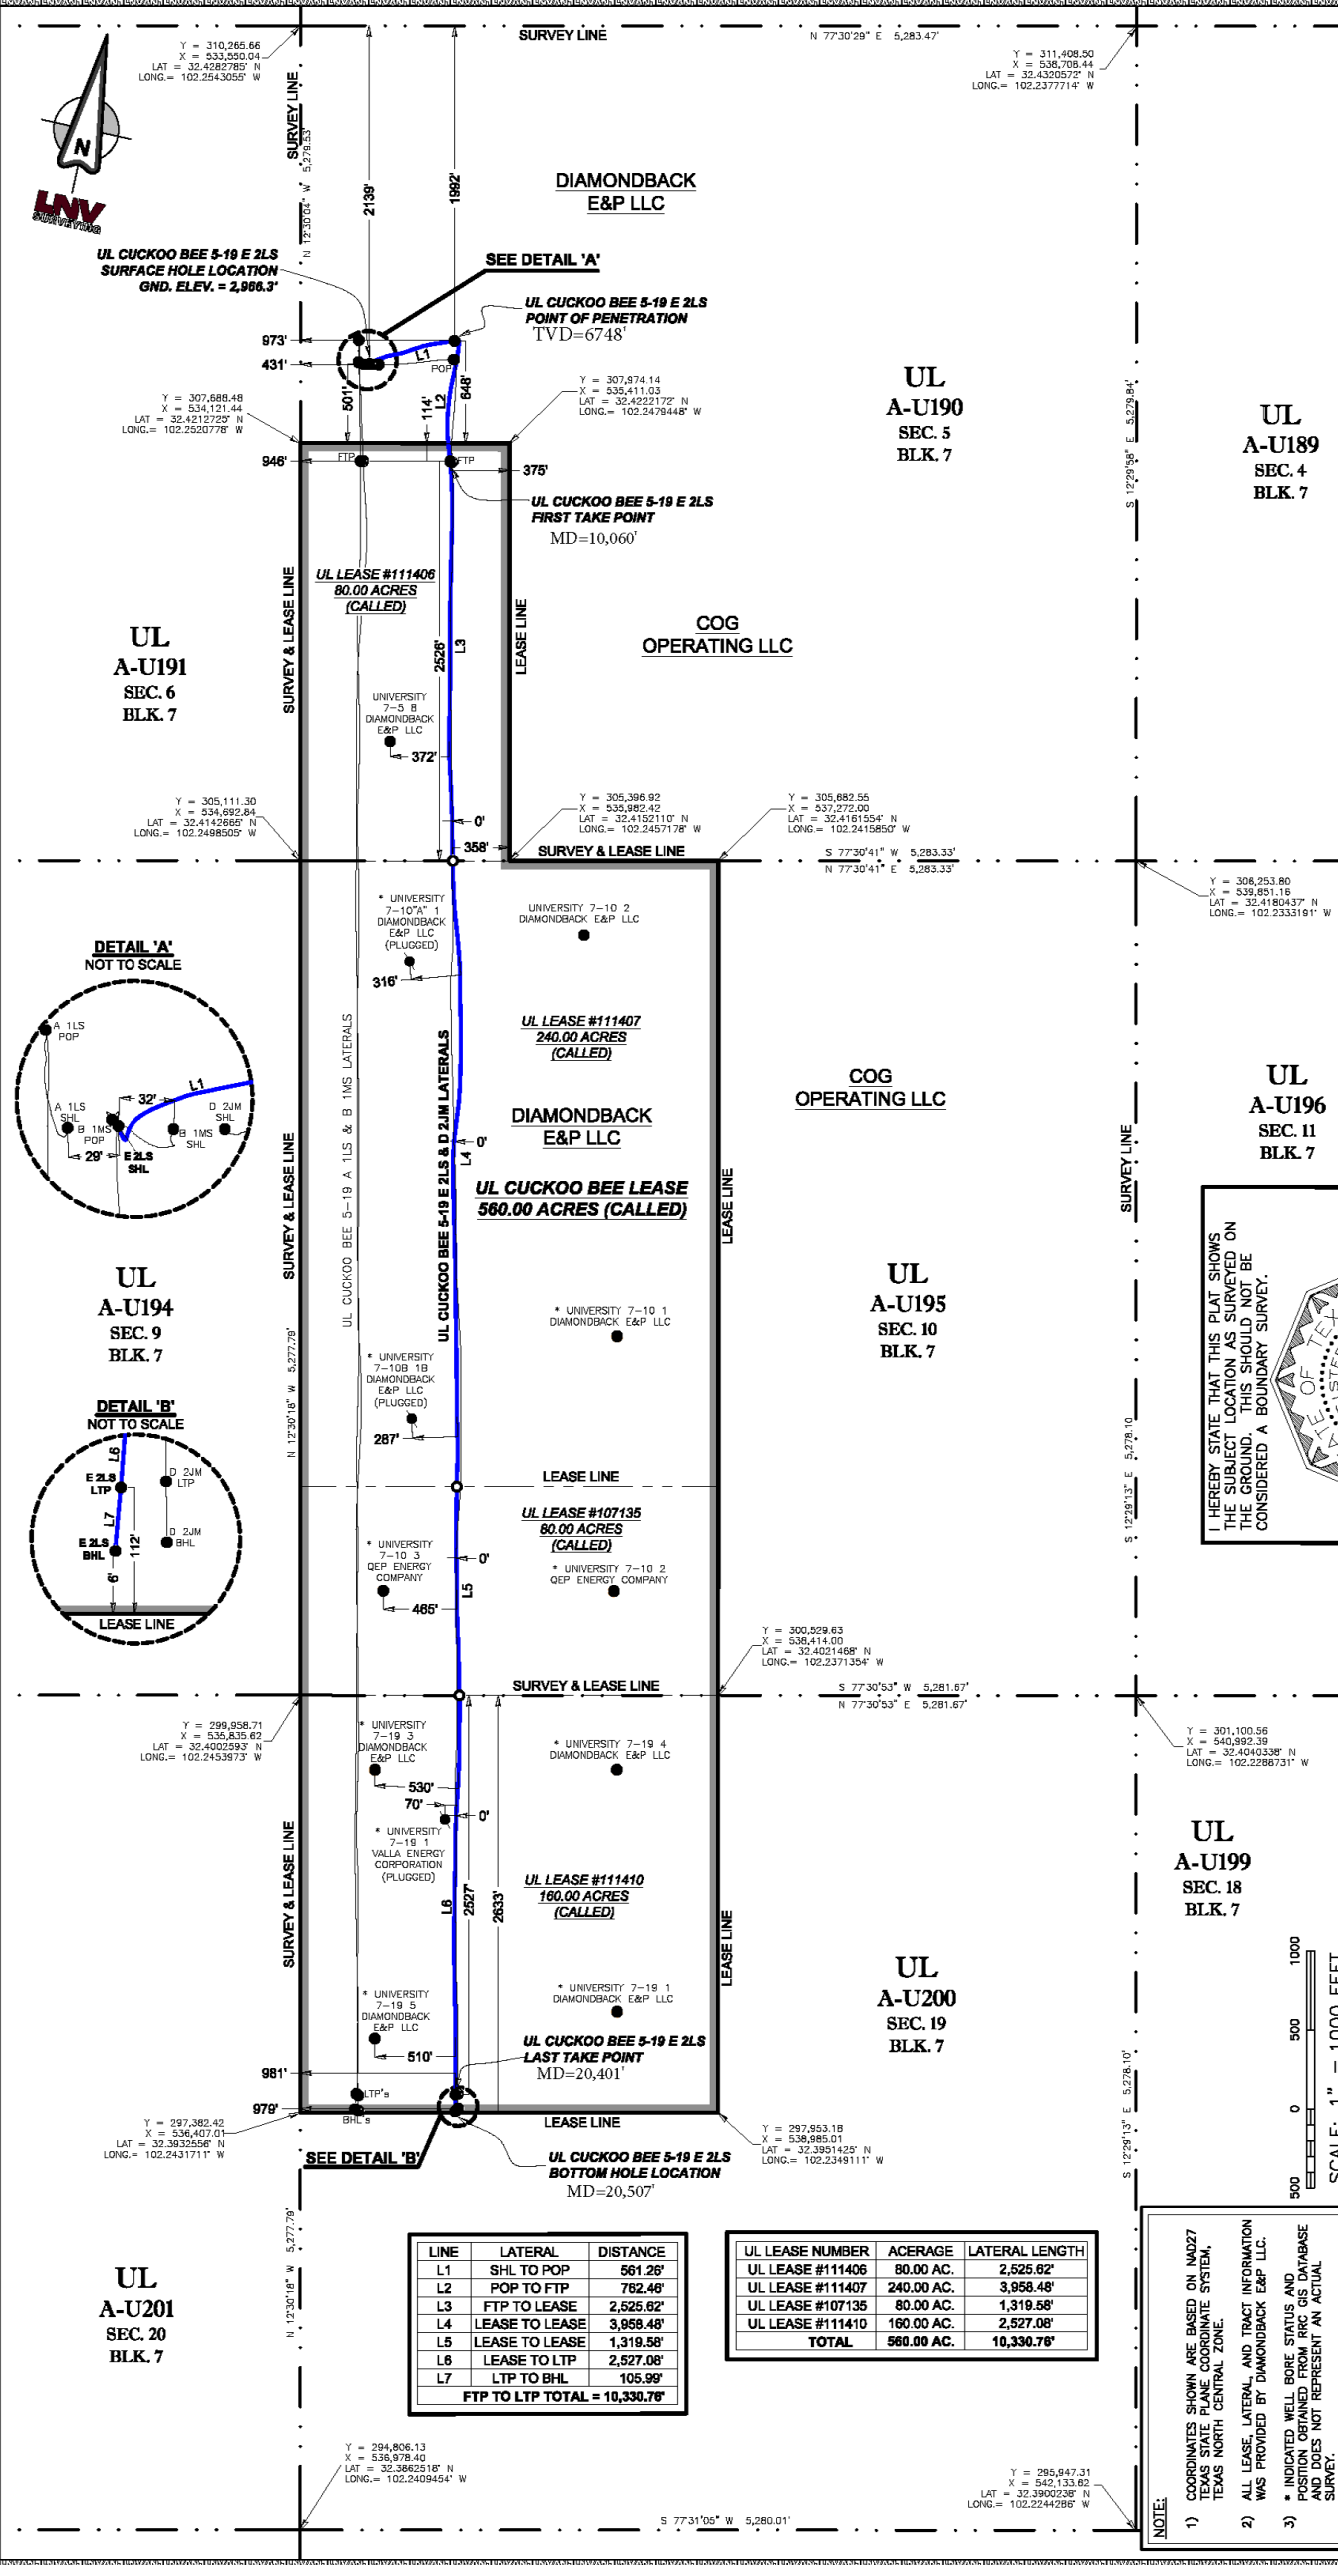 SURVEY LINE
N 77°30'29" E 5,283.47'
Y = 310,265.66
X = 533,550.04
LAT = 32.4282785° N
LONG.= 102.2543055° W
Y = 311,408.50
X = 538,708.44
LAT = 32.4320572° N
LONG.= 102.2377714° W
N
LNV
SURVEYING
SURVEY LINE
N 12°30'04" W 5,279.53'
2139'
1992'
DIAMONDBACK
E&P LLC
UL CUCKOO BEE 5-19 E 2LS
SURFACE HOLE LOCATION
GND. ELEV. = 2,966.3'
SEE DETAIL 'A'
UL CUCKOO BEE 5-19 E 2LS
POINT OF PENETRATION
TVD=6748'
973'
431'
L1
POP
501'
114'
L2
648'
Y = 307,688.48
X = 534,121.44
LAT = 32.4212725° N
LONG.= 102.2520778° W
Y = 307,974.14
X = 535,411.03
LAT = 32.4222172° N
LONG.= 102.2479448° W
UL
A-U190
SEC. 5
BLK. 7
UL
A-U189
SEC. 4
BLK. 7
S 12°29'58" E 5,279.84'
946'
FTP
FTP
375'
UL CUCKOO BEE 5-19 E 2LS
FIRST TAKE POINT
MD=10,060'
UL LEASE #111406
80.00 ACRES
(CALLED)
SURVEY & LEASE LINE
LEASE LINE
2526'
L3
COG
OPERATING LLC
UL
A-U191
SEC. 6
BLK. 7
UNIVERSITY
7-5 B
DIAMONDBACK
E&P LLC
372'
Y = 305,111.30
X = 534,692.84
LAT = 32.4142665° N
LONG.= 102.2498505° W
Y = 305,396.92
X = 535,982.42
LAT = 32.4152110° N
LONG.= 102.2457178° W
Y = 305,682.55
X = 537,272.00
LAT = 32.4161554° N
LONG.= 102.2415850° W
0'
358'
SURVEY & LEASE LINE
S 77°30'41" W 5,283.33'
N 77°30'41" E 5,283.33'
Y = 306,253.80
X = 539,851.16
LAT = 32.4180437° N
LONG.= 102.2333191° W
* UNIVERSITY
7-10"A" 1
DIAMONDBACK
E&P LLC
(PLUGGED)
316'
UNIVERSITY 7-10 2
DIAMONDBACK E&P LLC
DETAIL 'A'
NOT TO SCALE
A 1LS
POP
L1
32'
A 1LS
SHL
B 1MS
POP
D 2JM
SHL
B 1MS
SHL
29'
E 2LS
SHL
UL LEASE #111407
240.00 ACRES
(CALLED)
UL CUCKOO BEE 5-19 A 1LS & B 1MS LATERALS
UL CUCKOO BEE 5-19 E 2LS & D 2JM LATERALS
DIAMONDBACK
E&P LLC
COG
OPERATING LLC
UL
A-U196
SEC. 11
BLK. 7
0'
L4
UL CUCKOO BEE LEASE
560.00 ACRES (CALLED)
SURVEY & LEASE LINE
LEASE LINE
SURVEY LINE
I HEREBY STATE THAT THIS PLAT SHOWS
THE SUBJECT LOCATION AS SURVEYED ON
THE GROUND. THIS SHOULD NOT BE
CONSIDERED A BOUNDARY SURVEY.
UL
A-U194
SEC. 9
BLK. 7
UL
A-U195
SEC. 10
BLK. 7
N 12°30'18" W 5,277.79'
S 12°29'13" E 5,278.10
* UNIVERSITY 7-10 1
DIAMONDBACK E&P LLC
* UNIVERSITY
7-10B 1B
DIAMONDBACK
E&P LLC
(PLUGGED)
287'
DETAIL 'B'
NOT TO SCALE
L6
E 2LS
LTP
D 2JM
LTP
L7
112'
E 2LS
BHL
D 2JM
BHL
6'
LEASE LINE
LEASE LINE
UL LEASE #107135
80.00 ACRES
(CALLED)
* UNIVERSITY
7-10 3
QEP ENERGY
COMPANY
0'
* UNIVERSITY 7-10 2
QEP ENERGY COMPANY
L5
465'
Y = 300,529.63
X = 538,414.00
LAT = 32.4021468° N
LONG.= 102.2371354° W
SURVEY & LEASE LINE
S 77°30'53" W 5,281.67'
N 77°30'53" E 5,281.67'
Y = 299,958.71
X = 535,835.62
LAT = 32.4002593° N
LONG.= 102.2453973° W
Y = 301,100.56
X = 540,992.39
LAT = 32.4040338° N
LONG.= 102.2288731° W
* UNIVERSITY
7-19 3
DIAMONDBACK
E&P LLC
* UNIVERSITY 7-19 4
DIAMONDBACK E&P LLC
530'
70'
0'
* UNIVERSITY
7-19 1
VALLA ENERGY
CORPORATION
(PLUGGED)
UL
A-U199
SEC. 18
BLK. 7
SURVEY & LEASE LINE
L6
2527'
2633'
UL LEASE #111410
160.00 ACRES
(CALLED)
LEASE LINE
UL
A-U200
SEC. 19
BLK. 7
* UNIVERSITY
7-19 5
DIAMONDBACK
E&P LLC
510'
* UNIVERSITY 7-19 1
DIAMONDBACK E&P LLC
UL CUCKOO BEE 5-19 E 2LS
LAST TAKE POINT
MD=20,401'
981'
LTP's
979'
BHL's
LEASE LINE
S 12°29'13" E 5,278.10'
500 0 500 1000
SCALE: 1" = 1000 FEET
Y = 297,382.42
X = 536,407.01
LAT = 32.3932556° N
LONG.= 102.2431711° W
SEE DETAIL 'B'
UL CUCKOO BEE 5-19 E 2LS
BOTTOM HOLE LOCATION
MD=20,507'
Y = 297,953.18
X = 538,985.01
LAT = 32.3951425° N
LONG.= 102.2349111° W
N 12°30'18" W 5,277.79'
UL
A-U201
SEC. 20
BLK. 7
LINE LATERAL DISTANCE
L1 SHL TO POP 561.26'
L2 POP TO FTP 762.46'
L3 FTP TO LEASE 2,525.62'
L4 LEASE TO LEASE 3,958.48'
L5 LEASE TO LEASE 1,319.58'
L6 LEASE TO LTP 2,527.08'
L7 LTP TO BHL 105.99'
FTP TO LTP TOTAL = 10,330.76'
UL LEASE NUMBER ACERAGE LATERAL LENGTH
UL LEASE #111406 80.00 AC. 2,525.62'
UL LEASE #111407 240.00 AC. 3,958.48'
UL LEASE #107135 80.00 AC. 1,319.58'
UL LEASE #111410 160.00 AC. 2,527.08'
TOTAL 560.00 AC. 10,330.76'
NOTE:
1) COORDINATES SHOWN ARE BASED ON NAD27
TEXAS STATE PLANE COORDINATE SYSTEM,
TEXAS NORTH CENTRAL ZONE.
2) ALL LEASE, LATERAL, AND TRACT INFORMATION
WAS PROVIDED BY DIAMONDBACK E&P LLC.
3) * INDICATED WELL BORE STATUS AND
POSITION OBTAINED FROM RRC GIS DATABASE
AND DOES NOT REPRESENT AN ACTUAL
SURVEY.
Y = 294,806.13
X = 536,978.40
LAT = 32.3862518° N
LONG.= 102.2409454° W
Y = 295,947.31
X = 542,133.62
LAT = 32.3900238° N
LONG.= 102.2244286° W
S 77°31'05" W 5,280.01'